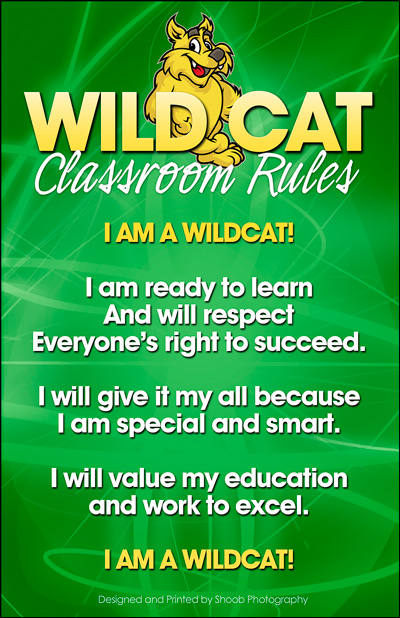 WILD CAT
Classroom Rules
I AM A WILDCAT!
I am ready to learn
And will respect
Everyone's right to succeed.
I will give it my all because
I am special and smart.
I will value my education
and work to excel.
I AM A WILDCAT!
Designed and Printed by Shoob Photography